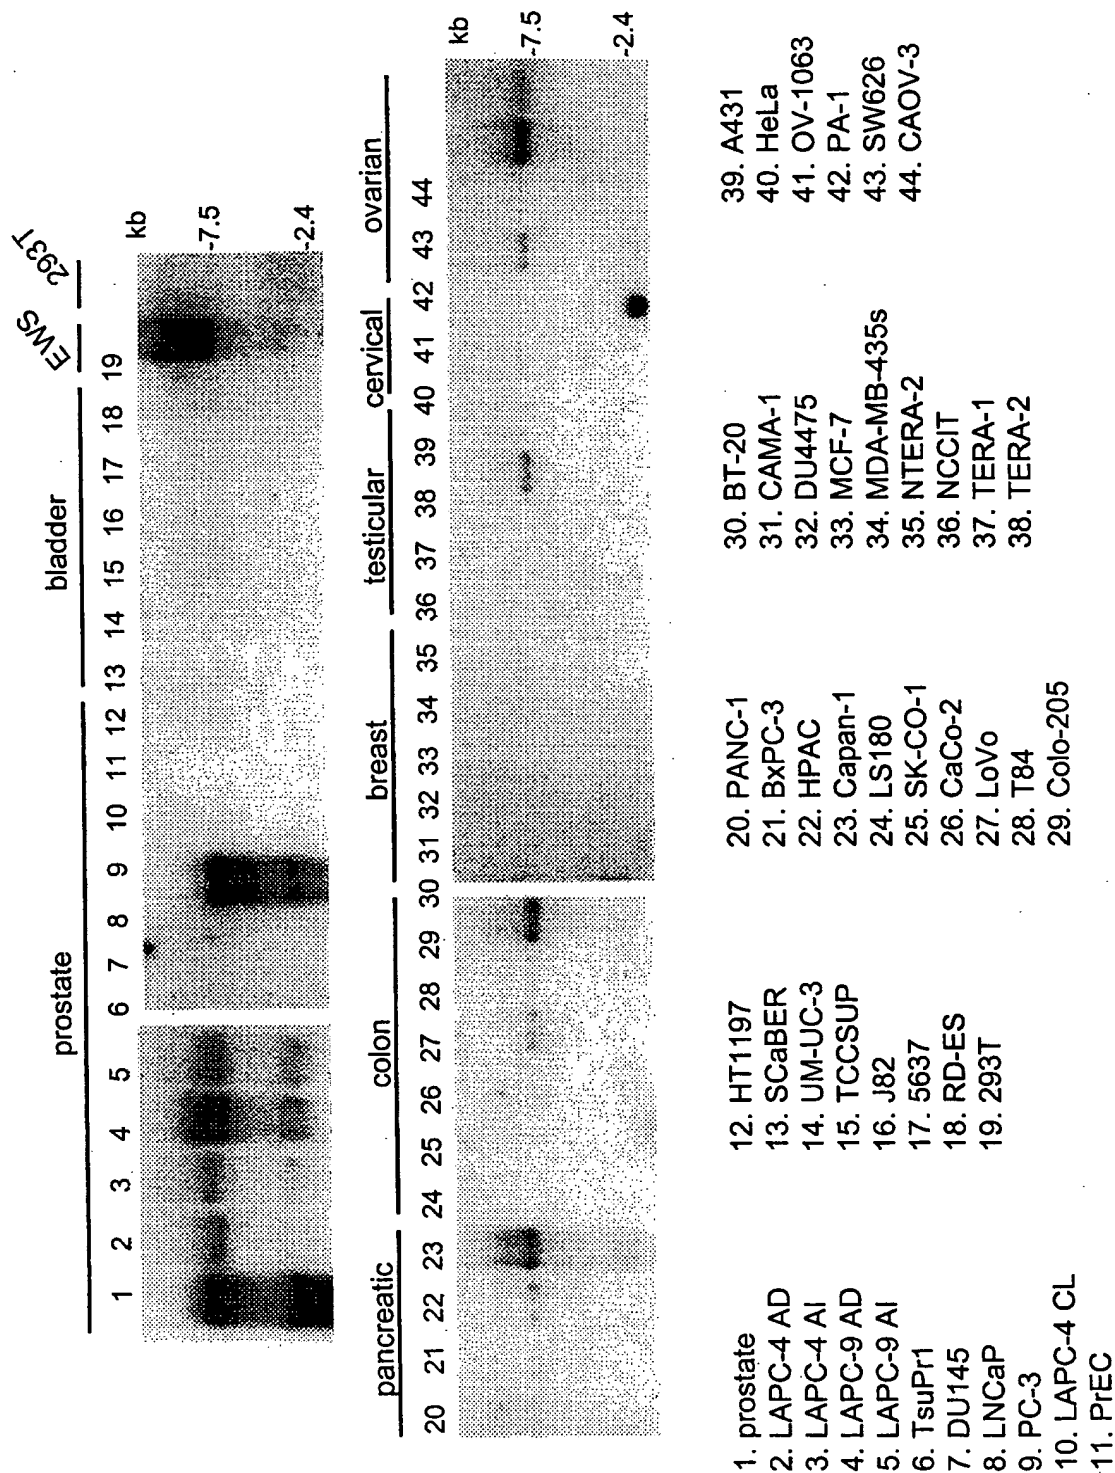 prostate bladder EWS 293T
1 2 3 4 5 6 7 8 9 10 11 12 13 14 15 16 17 18 19
kb
-7.5
-2.4
pancreatic colon breast testicular cervical ovarian
20 21 22 23 24 25 26 27 28 29 30 31 32 33 34 35 36 37 38 39 40 41 42 43 44
kb
-7.5
-2.4
1. prostate
2. LAPC-4 AD
3. LAPC-4 AI
4. LAPC-9 AD
5. LAPC-9 AI
6. TsuPr1
7. DU145
8. LNCaP
9. PC-3
10. LAPC-4 CL
11. PrEC
12. HT1197
13. SCaBER
14. UM-UC-3
15. TCCSUP
16. J82
17. 5637
18. RD-ES
19. 293T
20. PANC-1
21. BxPC-3
22. HPAC
23. Capan-1
24. LS180
25. SK-CO-1
26. CaCo-2
27. LoVo
28. T84
29. Colo-205
30. BT-20
31. CAMA-1
32. DU4475
33. MCF-7
34. MDA-MB-435s
35. NTERA-2
36. NCCIT
37. TERA-1
38. TERA-2
39. A431
40. HeLa
41. OV-1063
42. PA-1
43. SW626
44. CAOV-3